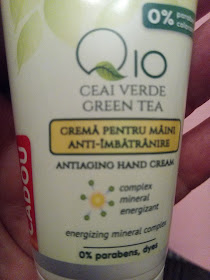 0%
Q10
CEAI VERDE
GREEN TEA
CREMĂ PENTRU MÂINI
ANTI-ÎMBĂTRÂNIRE
ANTIAGING HAND CREAM
complex
mineral
energizant
energizing mineral complex
0% parabens, dyes
CADOU